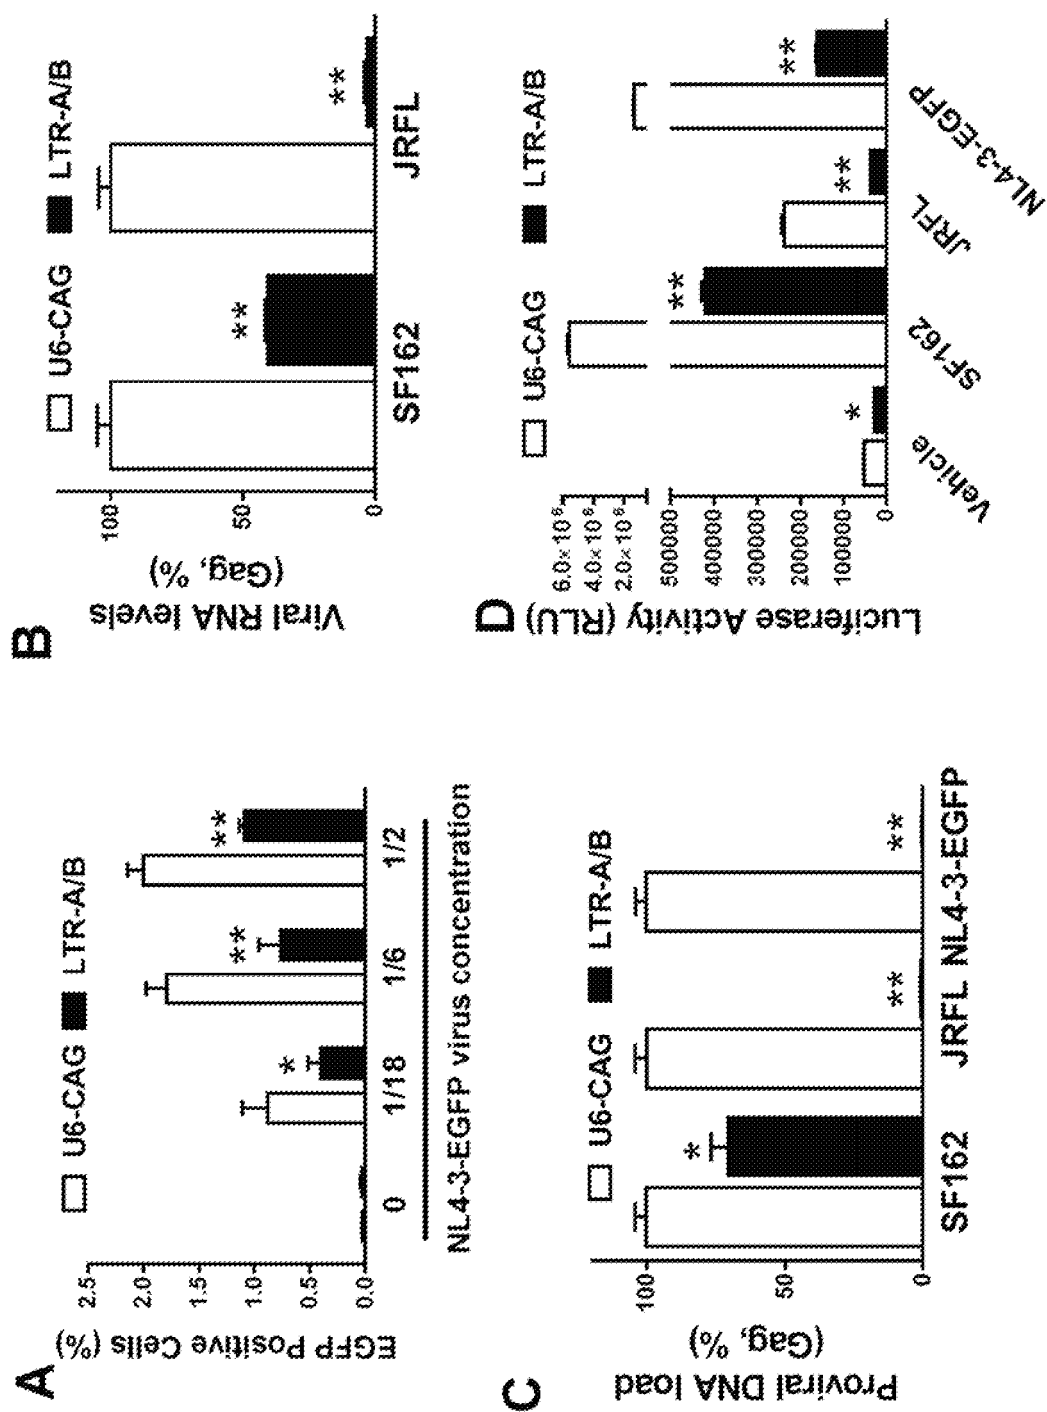 A
U6-CAG LTR-A/B
EGFP Positive Cells (%)
2.5
2.0
1.5
1.0
0.5
0.0
* ** **
0 1/18 1/6 1/2
NL4-3-EGFP virus concentration
B
U6-CAG LTR-A/B
Viral RNA levels
(Gag, %)
100
50
0
** **
SF162 JRFL
C
U6-CAG LTR-A/B
Proviral DNA load
(Gag, %)
100
50
0
* ** **
SF162 JRFL NL4-3-EGFP
D
U6-CAG LTR-A/B
Luciferase Activity (RLU)
6.0×10⁶
4.0×10⁶
2.0×10⁶
500000
400000
300000
200000
100000
0
* ** ** **
Vehicle SF162 JRFL NL4-3-EGFP